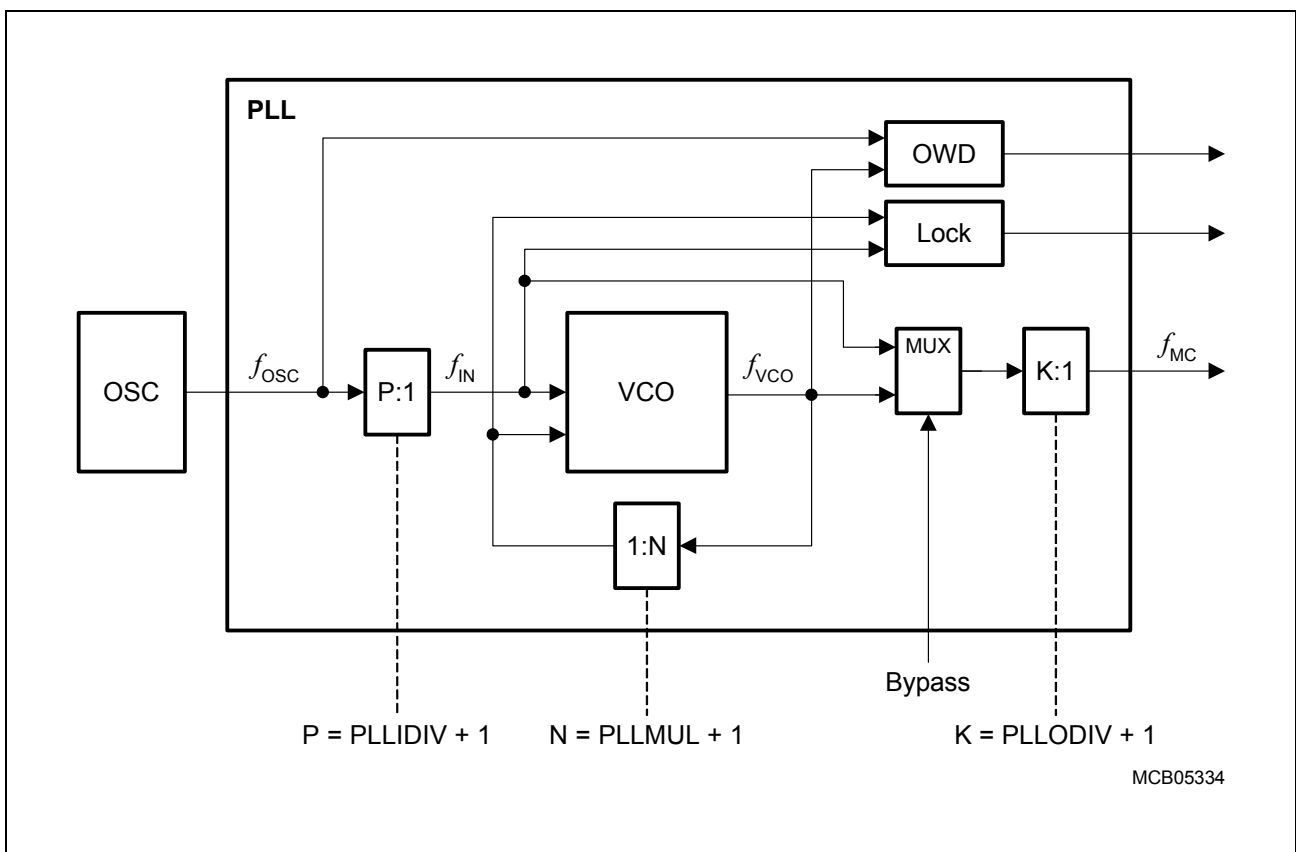 PLL
OWD
Lock
OSC
fOSC
P:1
fIN
VCO
fVCO
MUX
K:1
fMC
1:N
Bypass
P = PLLIDIV + 1
N = PLLMUL + 1
K = PLLODIV + 1
MCB05334